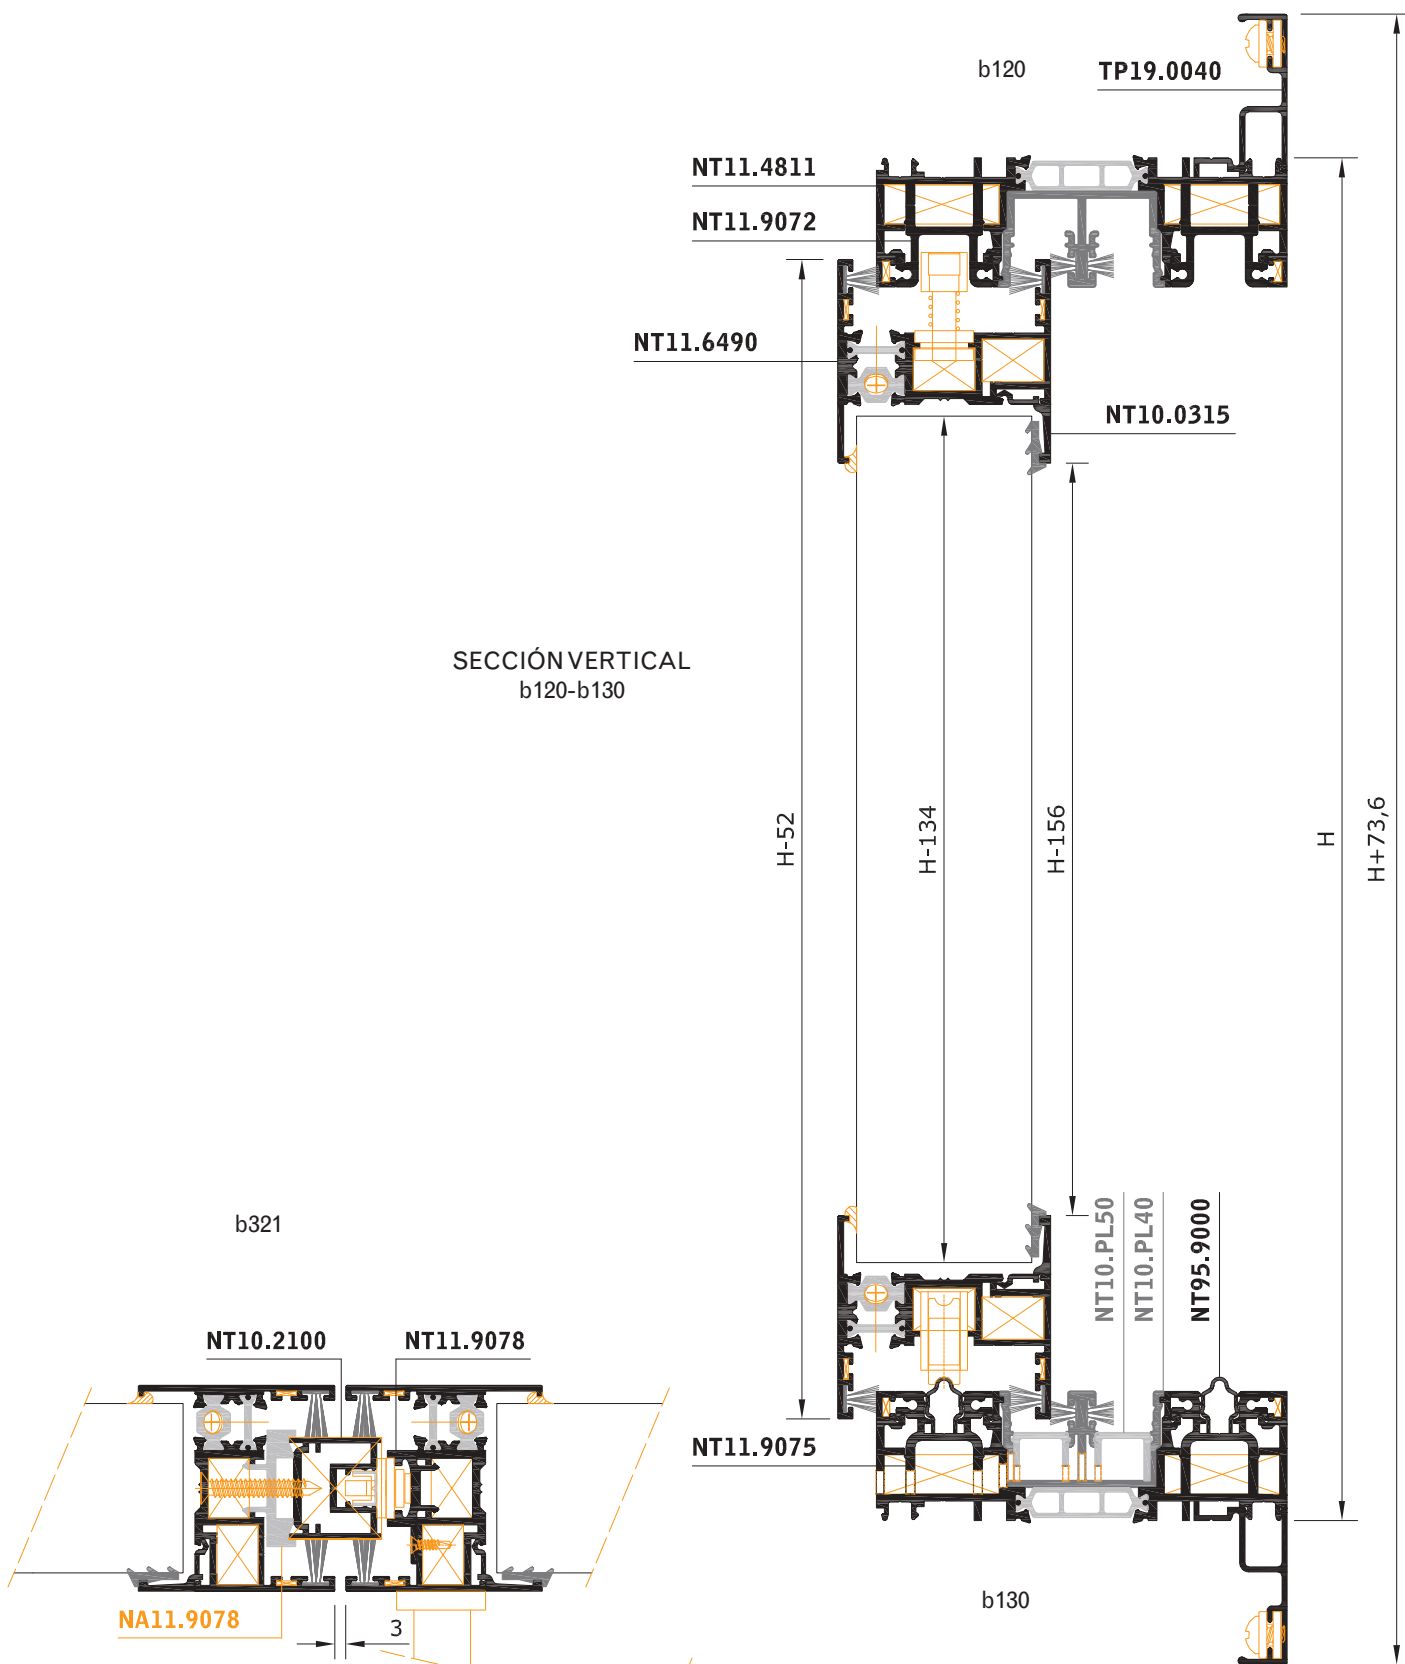 b120
TP19.0040
NT11.4811
NT11.9072
NT11.6490
NT10.0315
SECCIÓN VERTICAL
b120-b130
H-52
H-134
H-156
H
H+73,6
b321
NT10.PL50
NT10.PL40
NT95.9000
NT10.2100
NT11.9078
NT11.9075
NA11.9078
3
b130